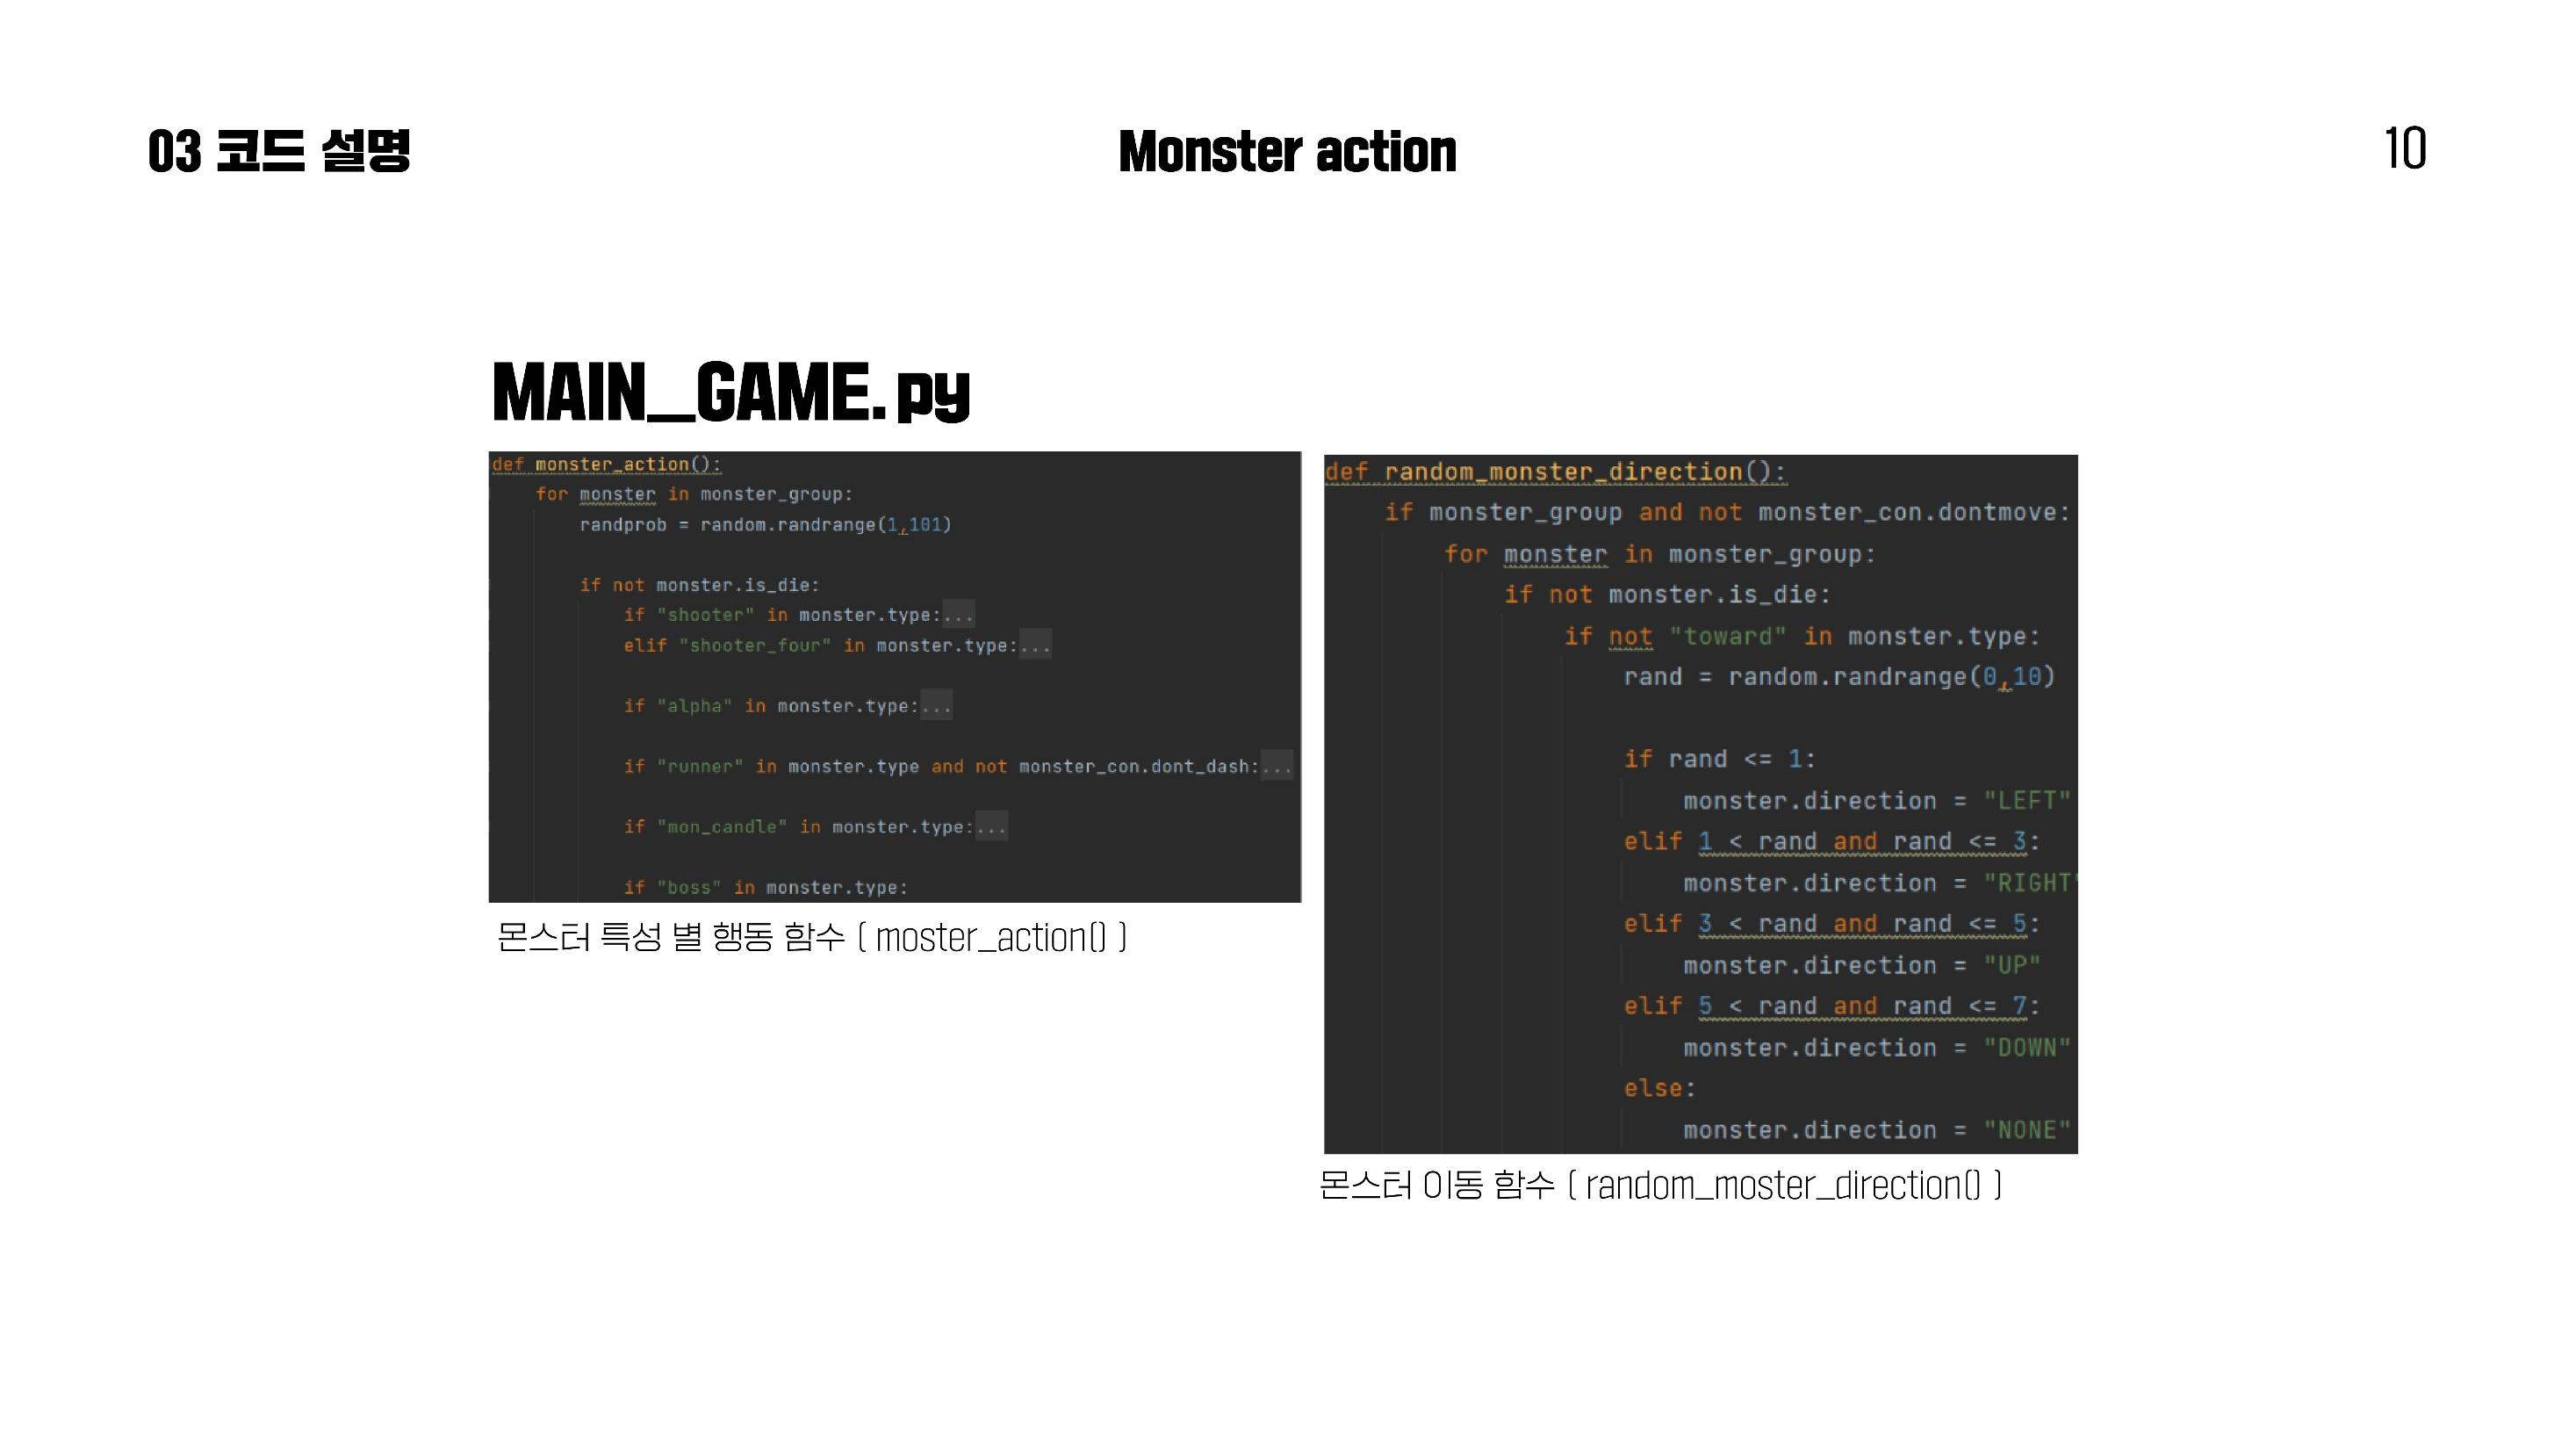 03 코드 설명
Monster action
10
MAIN_GAME.py
def monster_action():
for monster in monster_group:
randprob = random.randrange(1,101)
if not monster.is_die:
if "shooter" in monster.type:...
elif "shooter_four" in monster.type:...
if "alpha" in monster.type:...
if "runner" in monster.type and not monster_con.dont_dash:...
if "mon_candle" in monster.type:...
if "boss" in monster.type:
몬스터 특성 별 행동 함수 ( moster_action() )
def random_monster_direction():
if monster_group and not monster_con.dontmove:
for monster in monster_group:
if not monster.is_die:
if not "toward" in monster.type:
rand = random.randrange(0,10)
if rand <= 1:
monster.direction = "LEFT"
elif 1 < rand and rand <= 3:
monster.direction = "RIGHT"
elif 3 < rand and rand <= 5:
monster.direction = "UP"
elif 5 < rand and rand <= 7:
monster.direction = "DOWN"
else:
monster.direction = "NONE"
몬스터 이동 함수 ( random_moster_direction() )